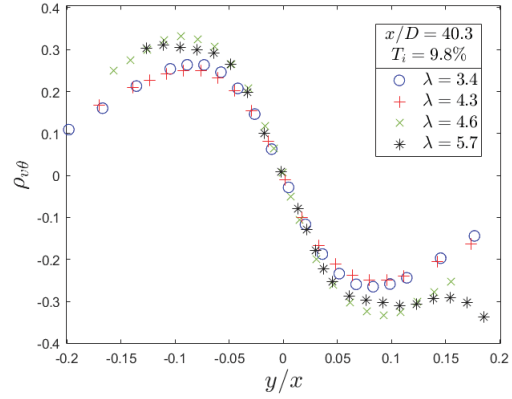 0.4
0.3
0.2
0.1
0
-0.1
-0.2
-0.3
-0.4
ρvθ
x/D = 40.3
Ti = 9.8%
λ = 3.4
λ = 4.3
λ = 4.6
λ = 5.7
-0.2 -0.15 -0.1 -0.05 0 0.05 0.1 0.15 0.2
y/x